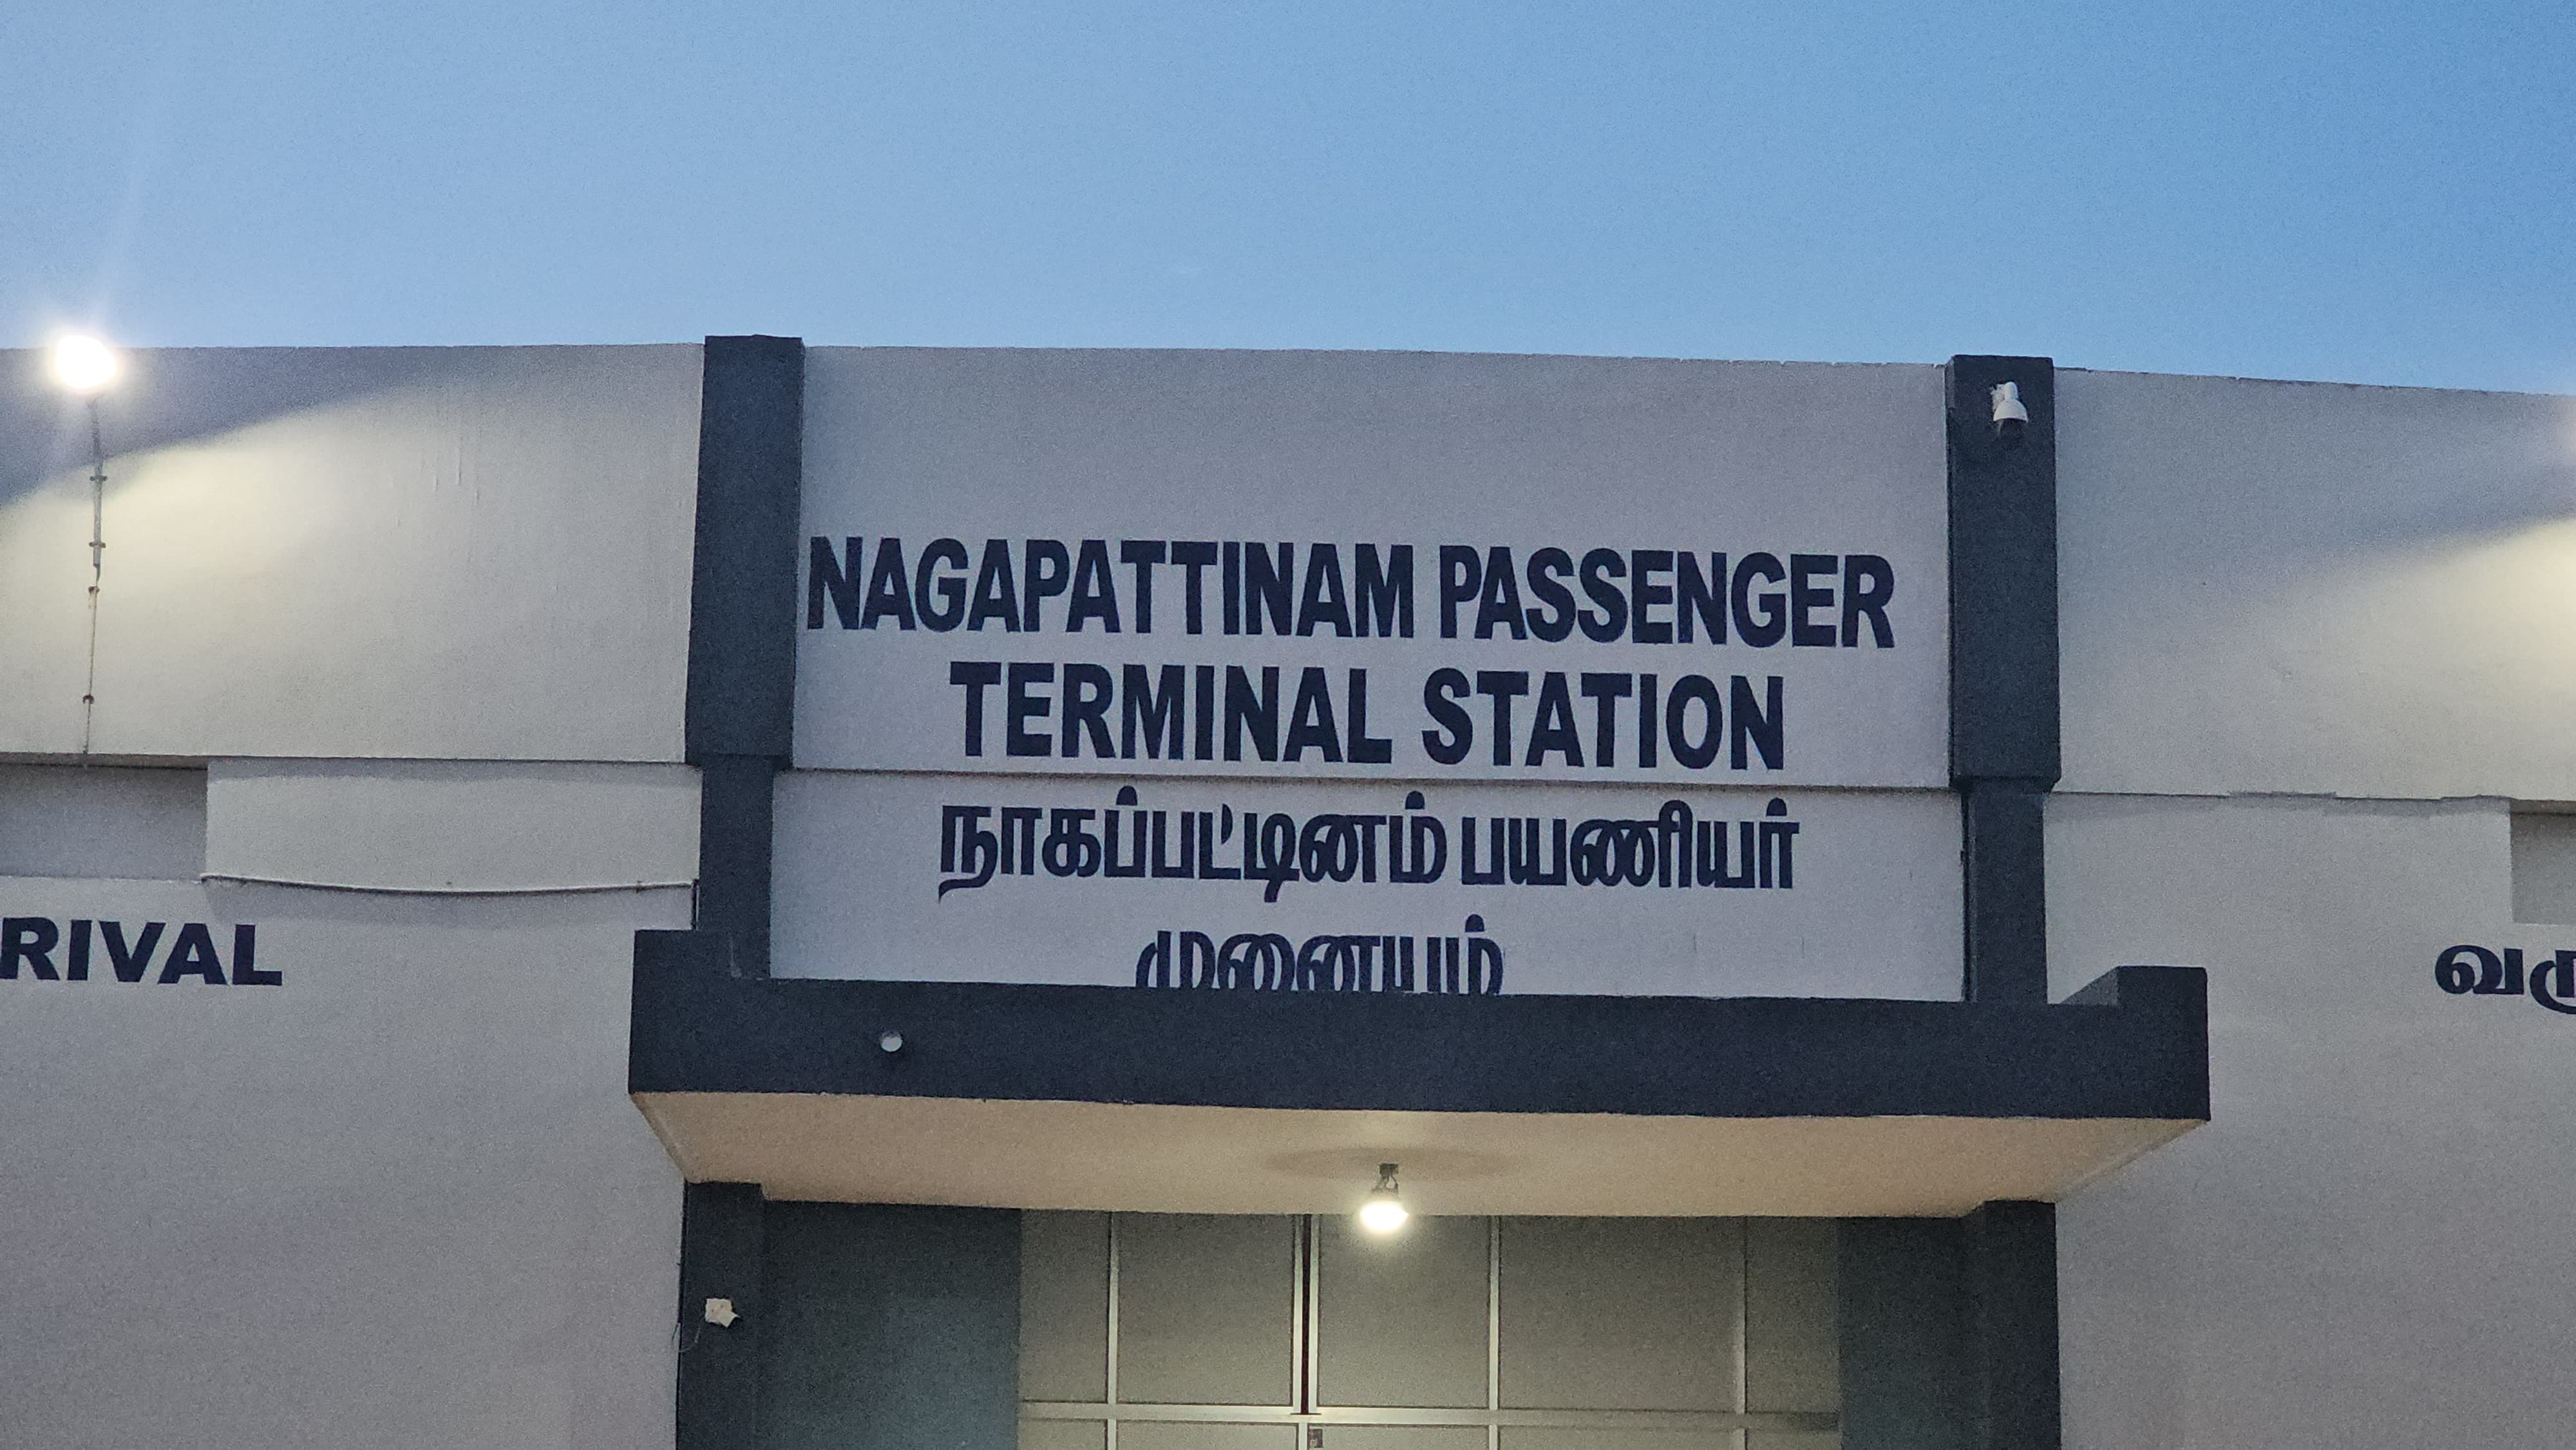 NAGAPATTINAM PASSENGER
TERMINAL STATION
நாகப்பட்டினம் பயணியர்
முனையம்
RIVAL